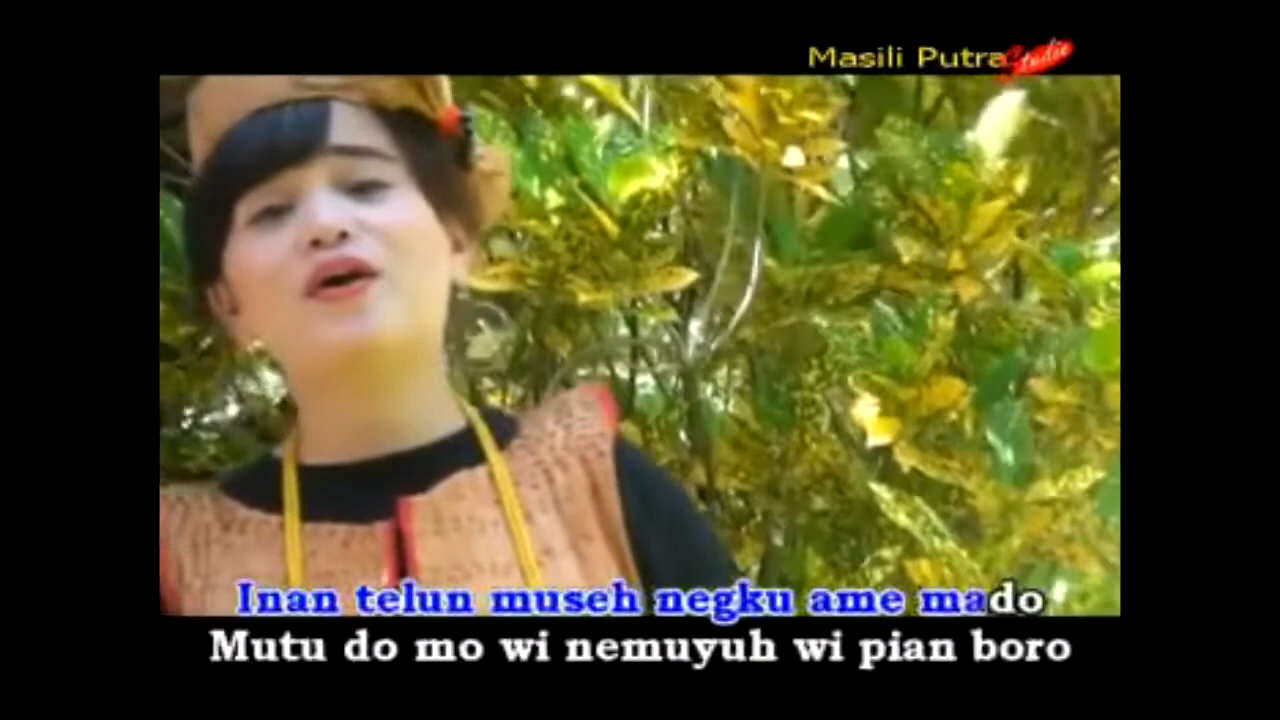 Masili Putra Studio
Inan telun museh negku ame mado
Mutu do mo wi nemuyuh wi pian boro